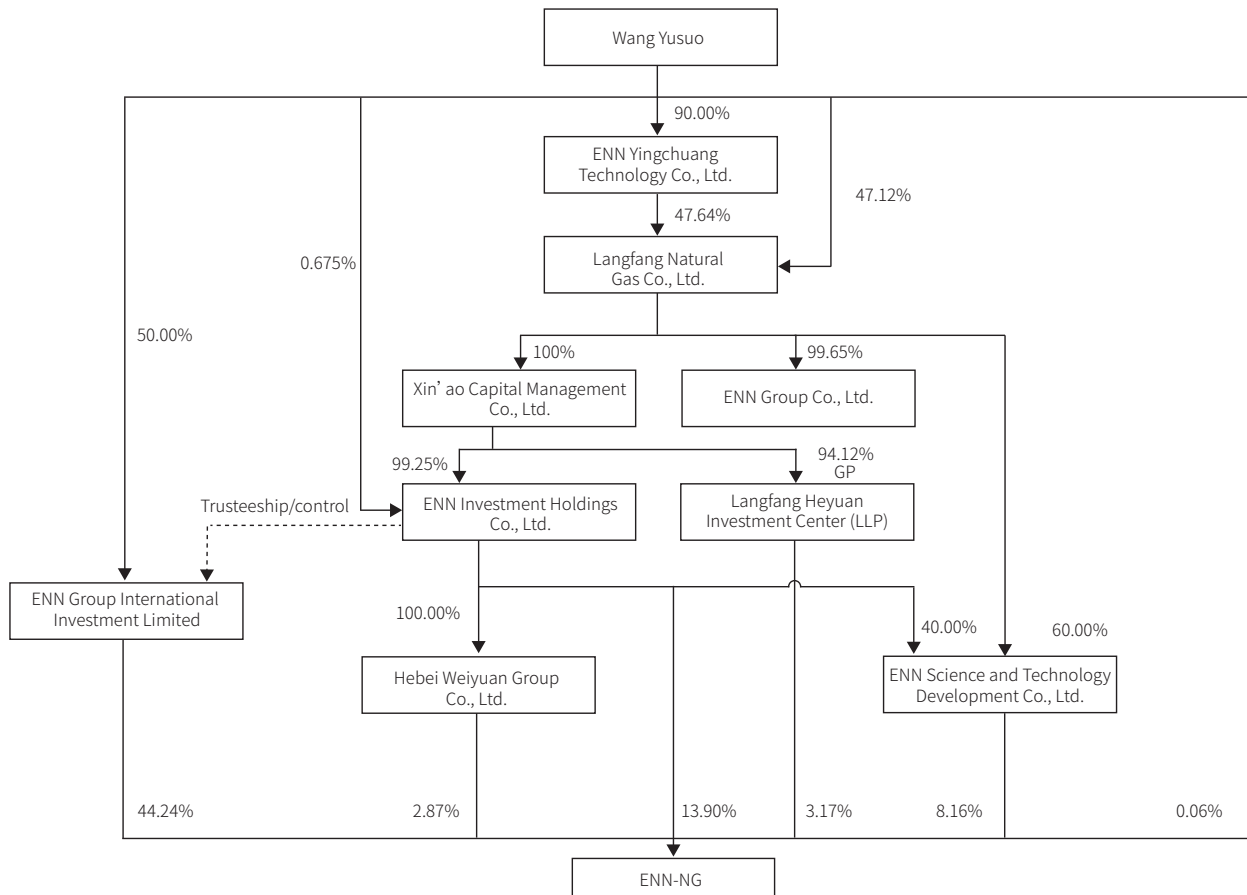 Wang Yusuo
90.00%
ENN Yingchuang
Technology Co., Ltd.
47.12%
47.64%
Langfang Natural
Gas Co., Ltd.
0.675%
50.00%
100%
99.65%
Xin’ ao Capital Management
Co., Ltd.
ENN Group Co., Ltd.
99.25%
94.12%
GP
ENN Investment Holdings
Co., Ltd.
Langfang Heyuan
Investment Center (LLP)
Trusteeship/control
ENN Group International
Investment Limited
100.00%
40.00%
60.00%
Hebei Weiyuan Group
Co., Ltd.
ENN Science and Technology
Development Co., Ltd.
44.24%
2.87%
13.90%
3.17%
8.16%
0.06%
ENN-NG